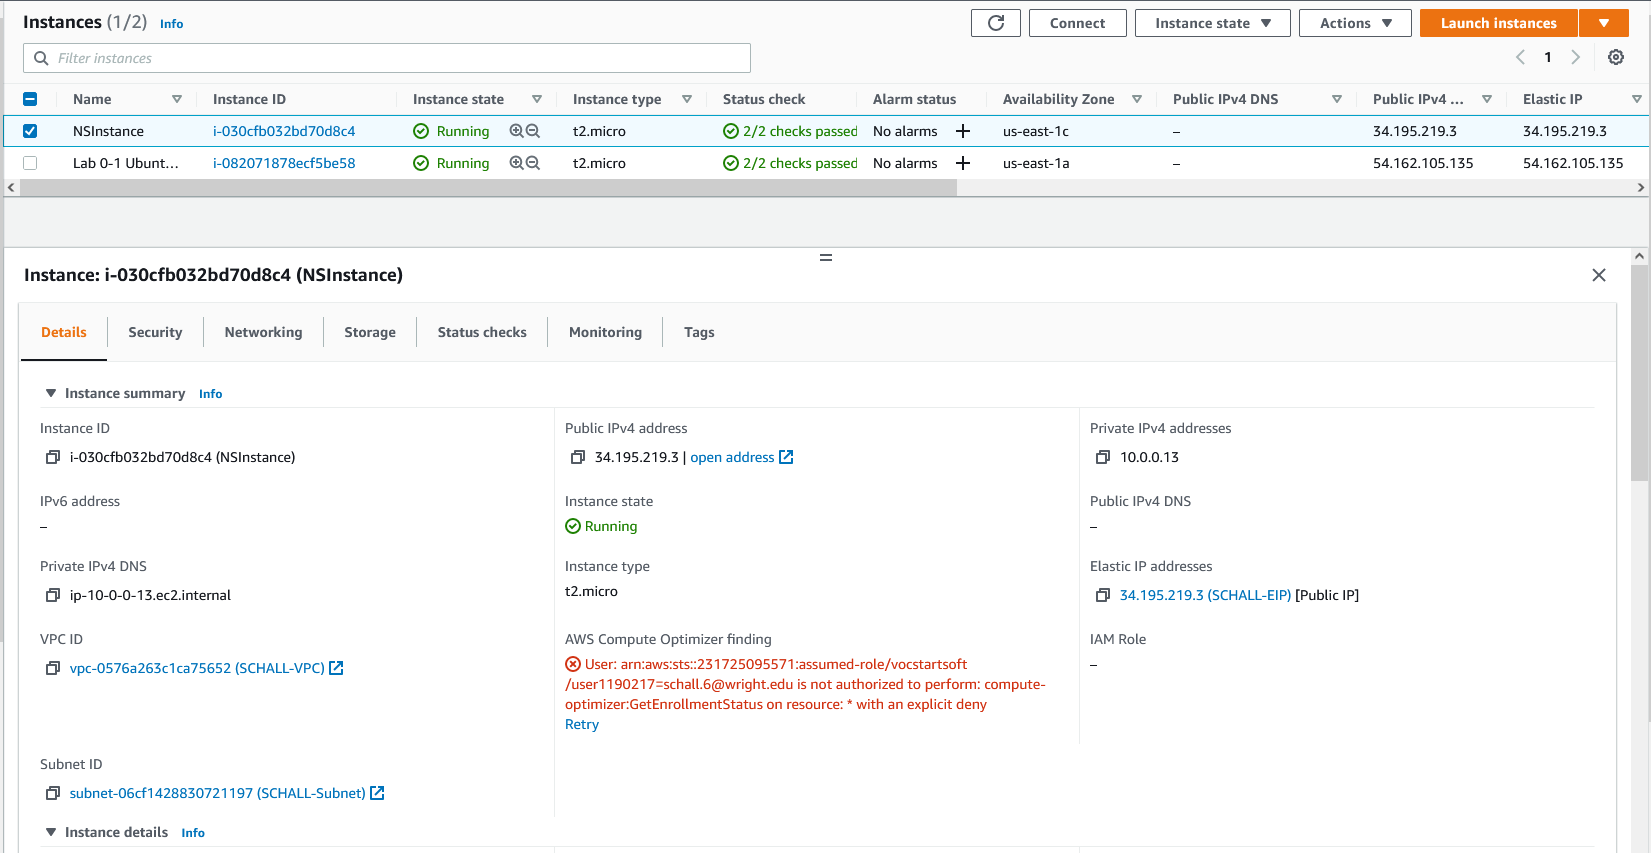 Instances (1/2) Info
Connect
Instance state
Actions
Launch instances
Filter instances
1
Name Instance ID Instance state Instance type Status check Alarm status Availability Zone Public IPv4 DNS Public IPv4 ... Elastic IP
NSInstance i-030cfb032bd70d8c4 Running t2.micro 2/2 checks passed No alarms + us-east-1c – 34.195.219.3 34.195.219.3
Lab 0-1 Ubunt... i-082071878ecf5be58 Running t2.micro 2/2 checks passed No alarms + us-east-1a – 54.162.105.135 54.162.105.135
Instance: i-030cfb032bd70d8c4 (NSInstance)
Details Security Networking Storage Status checks Monitoring Tags
Instance summary Info
Instance ID
i-030cfb032bd70d8c4 (NSInstance)
Public IPv4 address
34.195.219.3 | open address
Private IPv4 addresses
10.0.0.13
IPv6 address
–
Instance state
Running
Public IPv4 DNS
–
Private IPv4 DNS
ip-10-0-0-13.ec2.internal
Instance type
t2.micro
Elastic IP addresses
34.195.219.3 (SCHALL-EIP) [Public IP]
VPC ID
vpc-0576a263c1ca75652 (SCHALL-VPC)
AWS Compute Optimizer finding
User: arn:aws:sts::231725095571:assumed-role/vocstartsoft
/user1190217=schall.6@wright.edu is not authorized to perform: compute-
optimizer:GetEnrollmentStatus on resource: * with an explicit deny
Retry
IAM Role
–
Subnet ID
subnet-06cf1428830721197 (SCHALL-Subnet)
Instance details Info